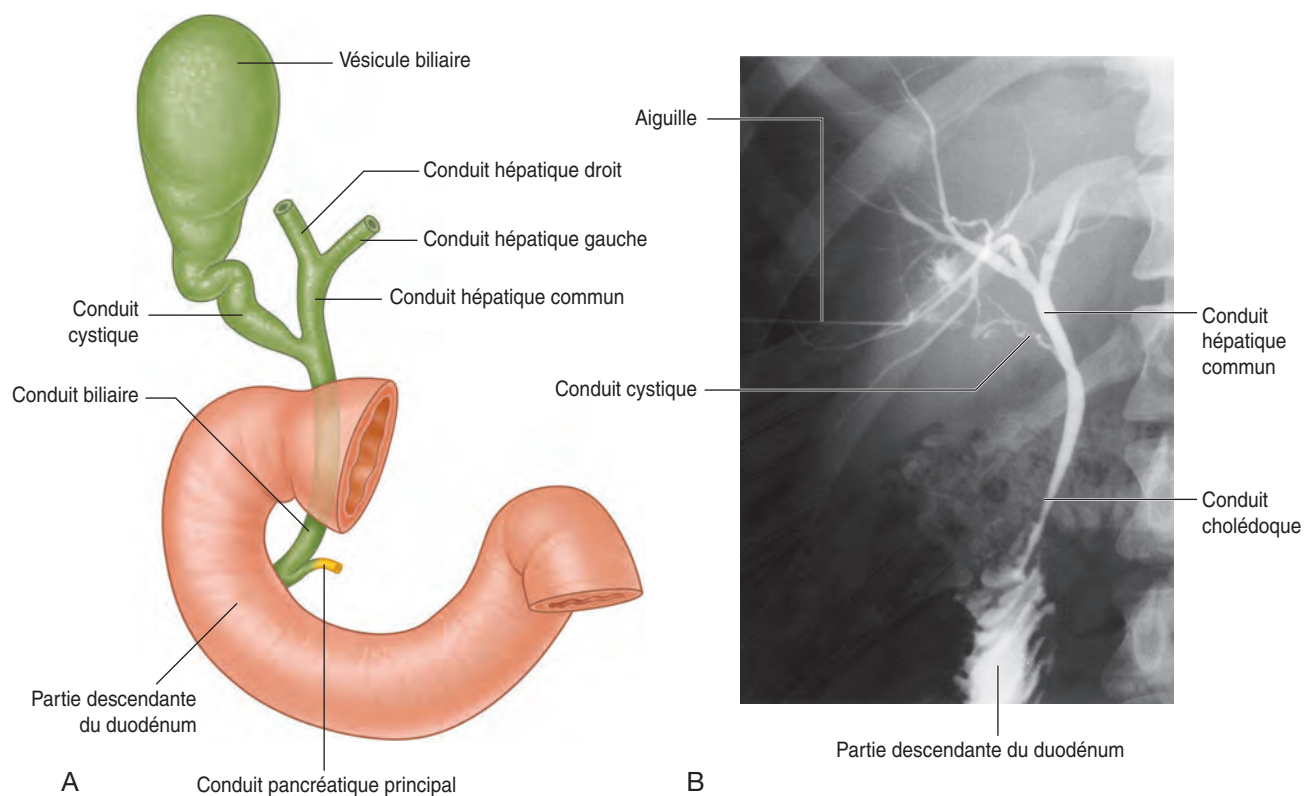 Vésicule biliaire
Conduit hépatique droit
Conduit hépatique gauche
Conduit hépatique commun
Conduit
cystique
Conduit biliaire
Partie descendante
du duodénum
Conduit pancréatique principal
A
Aiguille
Conduit cystique
Conduit
hépatique
commun
Conduit
cholédoque
Partie descendante du duodénum
B